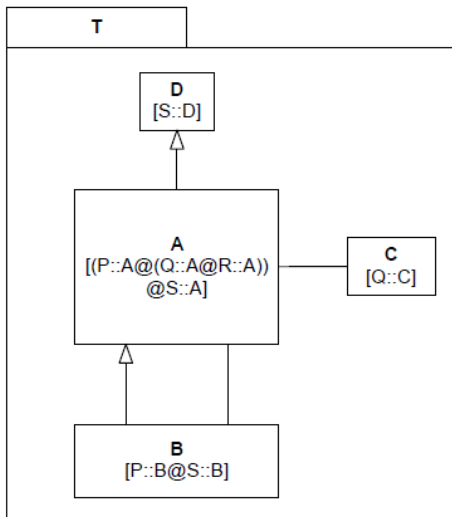 T
D
[S::D]
A
[(P::A@(Q::A@R::A))
@S::A]
C
[Q::C]
B
[P::B@S::B]